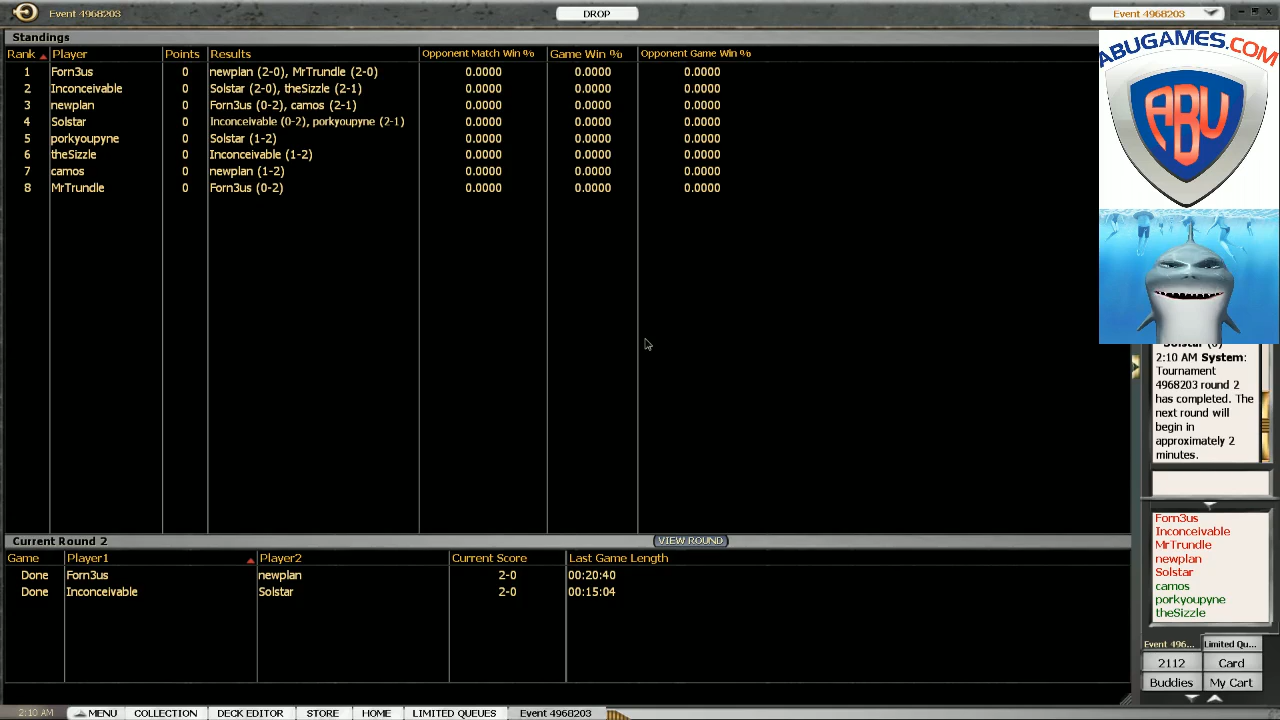 Event 4968203 DROP Event 4968203
ABUGAMES.COM
ABU
Standings
Rank Player Points Results Opponent Match Win % Game Win % Opponent Game Win %
1 Forn3us 0 newplan (2-0), MrTrundle (2-0) 0.0000 0.0000 0.0000
2 Inconceivable 0 Solstar (2-0), theSizzle (2-1) 0.0000 0.0000 0.0000
3 newplan 0 Forn3us (0-2), camos (2-1) 0.0000 0.0000 0.0000
4 Solstar 0 Inconceivable (0-2), porkyoupyne (2-1) 0.0000 0.0000 0.0000
5 porkyoupyne 0 Solstar (1-2) 0.0000 0.0000 0.0000
6 theSizzle 0 Inconceivable (1-2) 0.0000 0.0000 0.0000
7 camos 0 newplan (1-2) 0.0000 0.0000 0.0000
8 MrTrundle 0 Forn3us (0-2) 0.0000 0.0000 0.0000
Solstar (0)
2:10 AM System:
Tournament
4968203 round 2
has completed. The
next round will
begin in
approximately 2
minutes.
Current Round 2 VIEW ROUND
Game Player1 Player2 Current Score Last Game Length
Done Forn3us newplan 2-0 00:20:40
Done Inconceivable Solstar 2-0 00:15:04
Forn3us
Inconceivable
MrTrundle
newplan
Solstar
camos
porkyoupyne
theSizzle
Event 496... Limited Qu...
2112 Card
Buddies My Cart
2:10 AM MENU COLLECTION DECK EDITOR STORE HOME LIMITED QUEUES Event 4968203